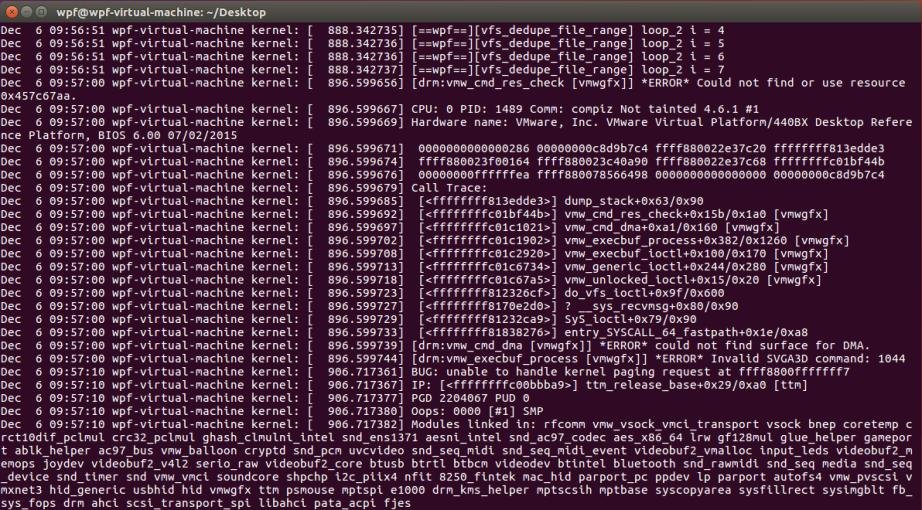 wpf@wpf-virtual-machine: ~/Desktop
Dec  6 09:56:51 wpf-virtual-machine kernel: [  888.342735] [==wpf==][vfs_dedupe_file_range] loop_2 i = 4
Dec  6 09:56:51 wpf-virtual-machine kernel: [  888.342736] [==wpf==][vfs_dedupe_file_range] loop_2 i = 5
Dec  6 09:56:51 wpf-virtual-machine kernel: [  888.342736] [==wpf==][vfs_dedupe_file_range] loop_2 i = 6
Dec  6 09:56:51 wpf-virtual-machine kernel: [  888.342737] [==wpf==][vfs_dedupe_file_range] loop_2 i = 7
Dec  6 09:57:00 wpf-virtual-machine kernel: [  896.599656] [drm:vmw_cmd_res_check [vmwgfx]] *ERROR* Could not find or use resource
0x457c67aa.
Dec  6 09:57:00 wpf-virtual-machine kernel: [  896.599667] CPU: 0 PID: 1489 Comm: compiz Not tainted 4.6.1 #1
Dec  6 09:57:00 wpf-virtual-machine kernel: [  896.599669] Hardware name: VMware, Inc. VMware Virtual Platform/440BX Desktop Refere
nce Platform, BIOS 6.00 07/02/2015
Dec  6 09:57:00 wpf-virtual-machine kernel: [  896.599671]  0000000000000286 00000000c8d9b7c4 ffff880022e37c20 ffffffff813edde3
Dec  6 09:57:00 wpf-virtual-machine kernel: [  896.599674]  ffff880023f00164 ffff880023c40a90 ffff880022e37c68 ffffffffc01bf44b
Dec  6 09:57:00 wpf-virtual-machine kernel: [  896.599676]  00000000ffffffea ffff880078566498 0000000000000000 00000000c8d9b7c4
Dec  6 09:57:00 wpf-virtual-machine kernel: [  896.599679] Call Trace:
Dec  6 09:57:00 wpf-virtual-machine kernel: [  896.599685]  [<ffffffff813edde3>] dump_stack+0x63/0x90
Dec  6 09:57:00 wpf-virtual-machine kernel: [  896.599692]  [<ffffffffc01bf44b>] vmw_cmd_res_check+0x15b/0x1a0 [vmwgfx]
Dec  6 09:57:00 wpf-virtual-machine kernel: [  896.599697]  [<ffffffffc01c1021>] vmw_cmd_dma+0xa1/0x160 [vmwgfx]
Dec  6 09:57:00 wpf-virtual-machine kernel: [  896.599702]  [<ffffffffc01c1902>] vmw_execbuf_process+0x382/0x1260 [vmwgfx]
Dec  6 09:57:00 wpf-virtual-machine kernel: [  896.599708]  [<ffffffffc01c2920>] vmw_execbuf_ioctl+0x100/0x170 [vmwgfx]
Dec  6 09:57:00 wpf-virtual-machine kernel: [  896.599713]  [<ffffffffc01c6734>] vmw_generic_ioctl+0x244/0x280 [vmwgfx]
Dec  6 09:57:00 wpf-virtual-machine kernel: [  896.599718]  [<ffffffffc01c67a5>] vmw_unlocked_ioctl+0x15/0x20 [vmwgfx]
Dec  6 09:57:00 wpf-virtual-machine kernel: [  896.599723]  [<ffffffff812326cf>] do_vfs_ioctl+0x9f/0x600
Dec  6 09:57:00 wpf-virtual-machine kernel: [  896.599727]  [<ffffffff8170e2d0>] ? __sys_recvmsg+0x80/0x90
Dec  6 09:57:00 wpf-virtual-machine kernel: [  896.599729]  [<ffffffff81232ca9>] SyS_ioctl+0x79/0x90
Dec  6 09:57:00 wpf-virtual-machine kernel: [  896.599733]  [<ffffffff81838276>] entry_SYSCALL_64_fastpath+0x1e/0xa8
Dec  6 09:57:00 wpf-virtual-machine kernel: [  896.599739] [drm:vmw_cmd_dma [vmwgfx]] *ERROR* could not find surface for DMA.
Dec  6 09:57:00 wpf-virtual-machine kernel: [  896.599744] [drm:vmw_execbuf_process [vmwgfx]] *ERROR* Invalid SVGA3D command: 1044
Dec  6 09:57:10 wpf-virtual-machine kernel: [  906.717361] BUG: unable to handle kernel paging request at ffff8800fffffff7
Dec  6 09:57:10 wpf-virtual-machine kernel: [  906.717367] IP: [<ffffffffc00bbba9>] ttm_release_base+0x29/0xa0 [ttm]
Dec  6 09:57:10 wpf-virtual-machine kernel: [  906.717377] PGD 2204067 PUD 0
Dec  6 09:57:10 wpf-virtual-machine kernel: [  906.717380] Oops: 0000 [#1] SMP
Dec  6 09:57:10 wpf-virtual-machine kernel: [  906.717382] Modules linked in: rfcomm vmw_vsock_vmci_transport vsock bnep coretemp c
rct10dif_pclmul crc32_pclmul ghash_clmulni_intel snd_ens1371 aesni_intel snd_ac97_codec aes_x86_64 lrw gf128mul glue_helper gamepor
t ablk_helper ac97_bus vmw_balloon cryptd snd_pcm uvcvideo snd_seq_midi snd_seq_midi_event videobuf2_vmalloc input_leds videobuf2_m
emops joydev videobuf2_v4l2 serio_raw videobuf2_core btusb btrtl btbcm videodev btintel bluetooth snd_rawmidi snd_seq media snd_seq
_device snd_timer snd vmw_vmci soundcore shpchp i2c_piix4 nfit 8250_fintek mac_hid parport_pc ppdev lp parport autofs4 vmw_pvscsi v
mxnet3 hid_generic usbhid hid vmwgfx ttm psmouse mptspi e1000 drm_kms_helper mptscsih mptbase syscopyarea sysfillrect sysimgblt fb_
sys_fops drm ahci scsi_transport_spi libahci pata_acpi fjes